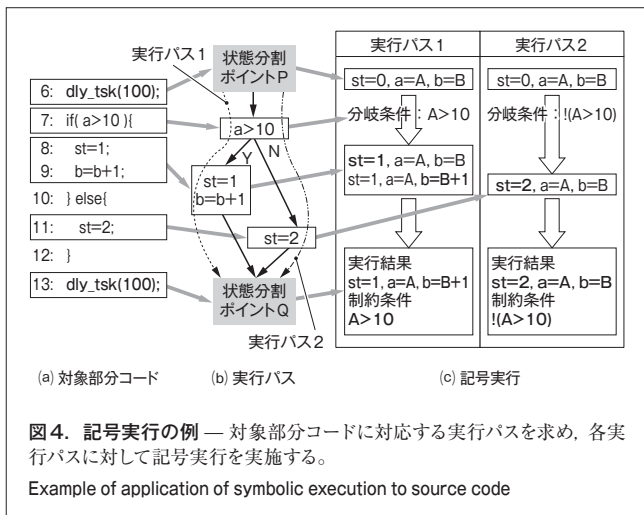 実行パス1
状態分割
ポイントP
6: dly_tsk(100);
7: if( a>10 ){
8: st=1;
9: b=b+1;
10: } else{
11: st=2;
12: }
13: dly_tsk(100);
a>10
Y
N
st=1
b=b+1
st=2
状態分割
ポイントQ
実行パス2
実行パス1
st=0, a=A, b=B
分岐条件：A>10
st=1, a=A, b=B
st=1, a=A, b=B+1
実行結果
st=1, a=A, b=B+1
制約条件
A>10
実行パス2
st=0, a=A, b=B
分岐条件：!(A>10)
st=2, a=A, b=B
実行結果
st=2, a=A, b=B
制約条件
!(A>10)
(a) 対象部分コード
(b) 実行パス
(c) 記号実行
図4. 記号実行の例 — 対象部分コードに対応する実行パスを求め，各実
行パスに対して記号実行を実施する。
Example of application of symbolic execution to source code